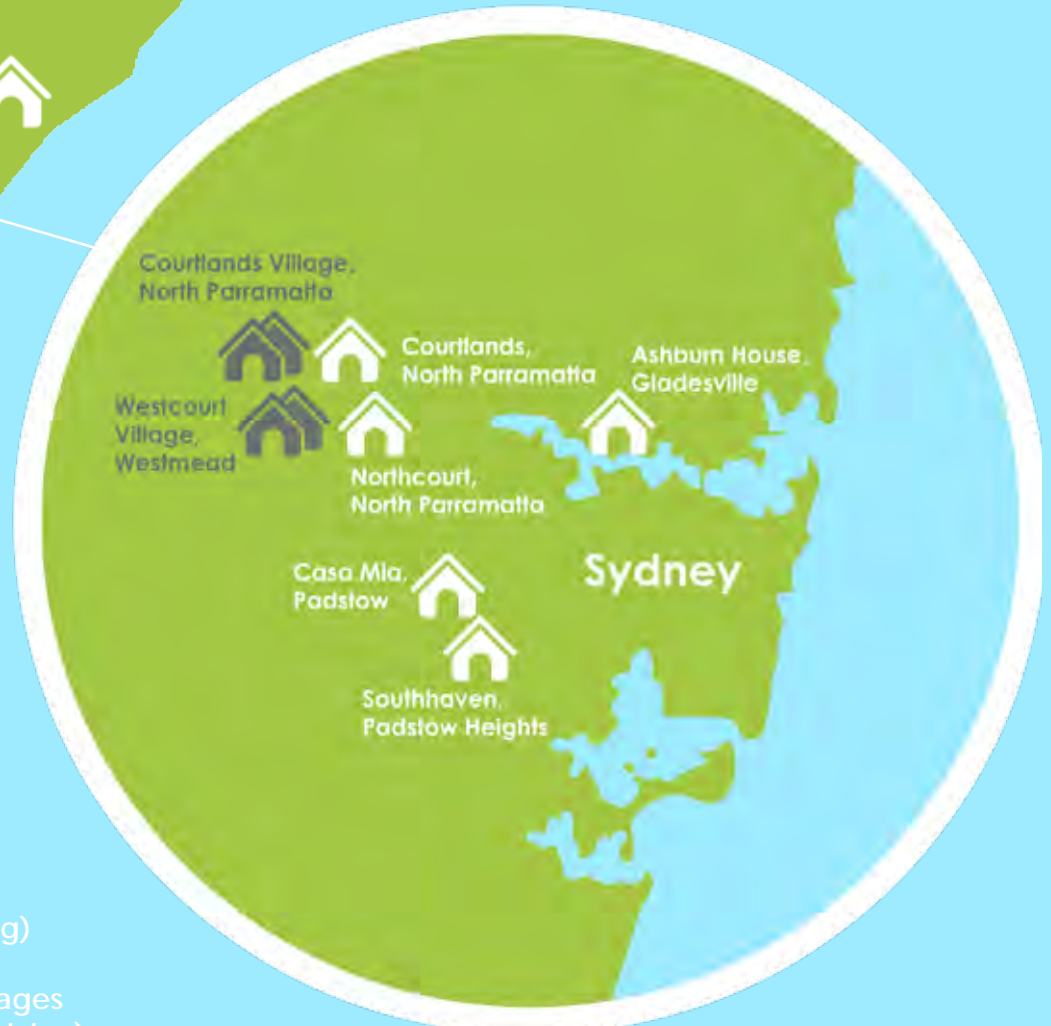 Courtlands Village,
North Parramatta
Courtlands,
North Parramatta
Ashburn House,
Gladesville
Westcourt
Village,
Westmead
Northcourt,
North Parramatta
Casa Mia,
Padstow
Sydney
Southhaven,
Padstow Heights
g)
ages